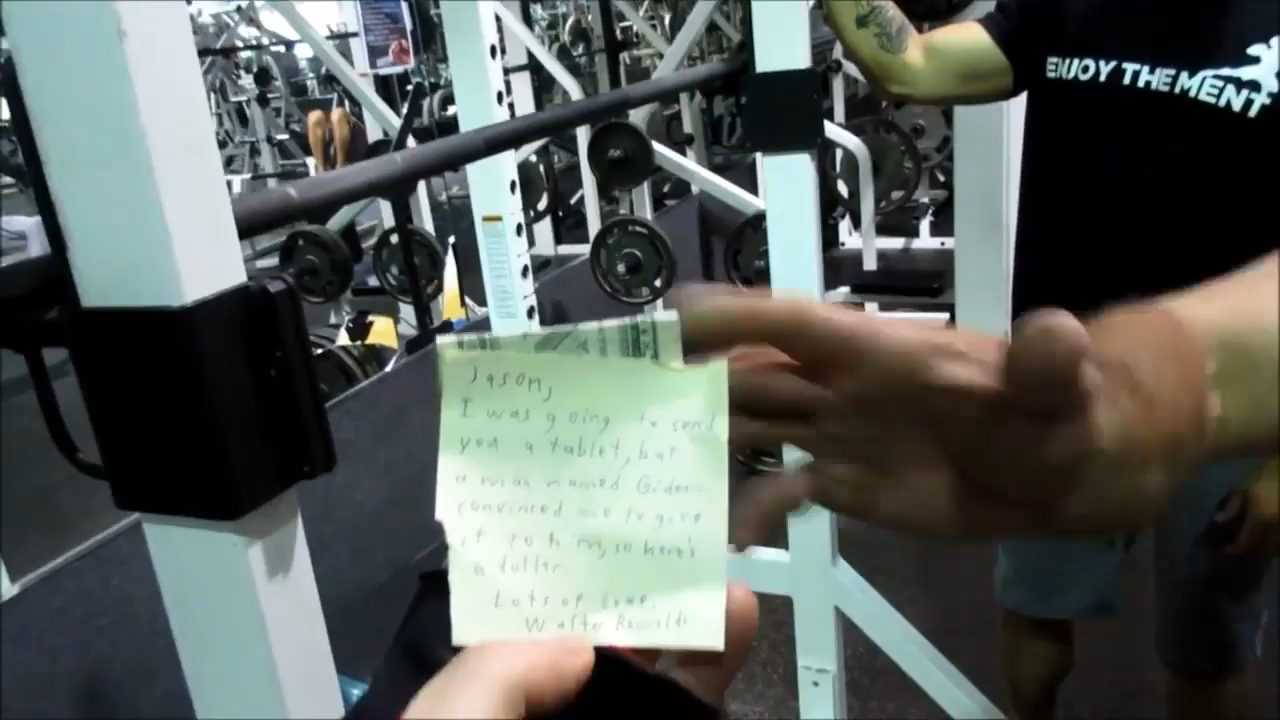 ENJOY THE MENT
Jason,
I was going to send
you a tablet, but
a man named Gideon
convinced me to give
it to him, so here's
a dollar.
Lots of Love,
Walter